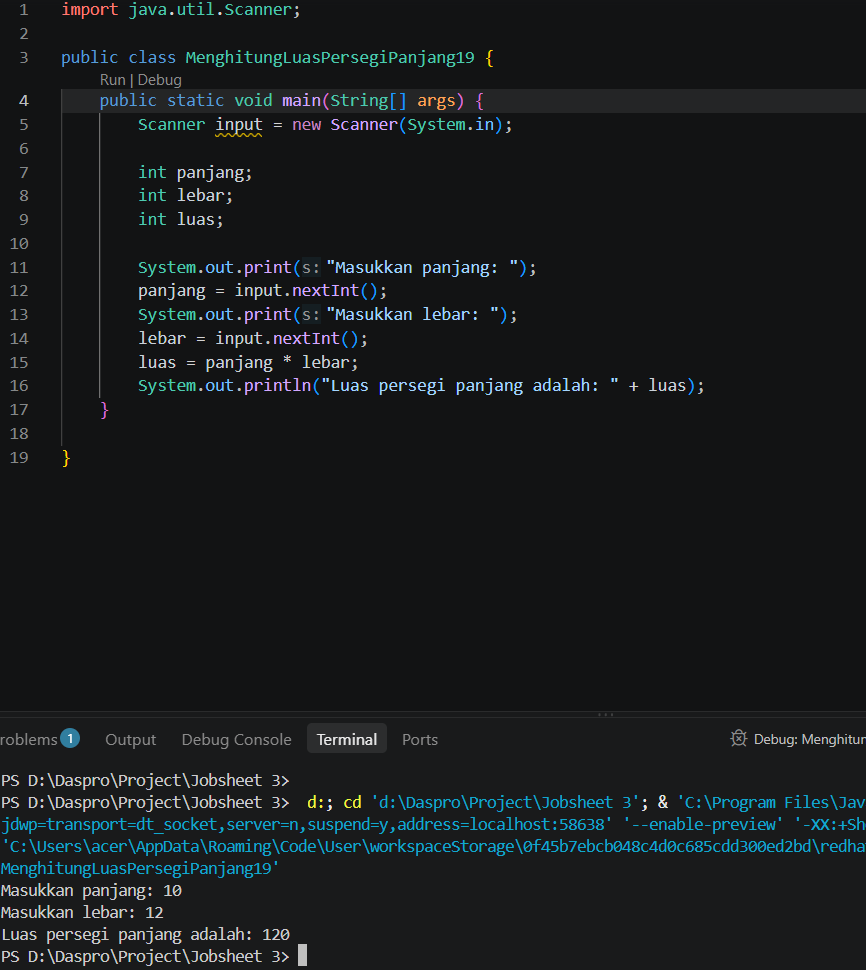 1 import java.util.Scanner;
2
3 public class MenghitungLuasPersegiPanjang19 {
Run | Debug
4 public static void main(String[] args) {
5 Scanner input = new Scanner(System.in);
6
7 int panjang;
8 int lebar;
9 int luas;
10
11 System.out.print(s: "Masukkan panjang: ");
12 panjang = input.nextInt();
13 System.out.print(s: "Masukkan lebar: ");
14 lebar = input.nextInt();
15 luas = panjang * lebar;
16 System.out.println("Luas persegi panjang adalah: " + luas);
17 }
18
19 }
roblems 1 Output Debug Console Terminal Ports Debug: Menghitur
PS D:\Daspro\Project\Jobsheet 3>
PS D:\Daspro\Project\Jobsheet 3> d:; cd 'd:\Daspro\Project\Jobsheet 3'; & 'C:\Program Files\Jav
jdwp=transport=dt_socket,server=n,suspend=y,address=localhost:58638' '--enable-preview' '-XX:+Sh
'C:\Users\acer\AppData\Roaming\Code\User\workspaceStorage\0f45b7ebcb048c4d0c685cdd300ed2bd\redha
MenghitungLuasPersegiPanjang19'
Masukkan panjang: 10
Masukkan lebar: 12
Luas persegi panjang adalah: 120
PS D:\Daspro\Project\Jobsheet 3>